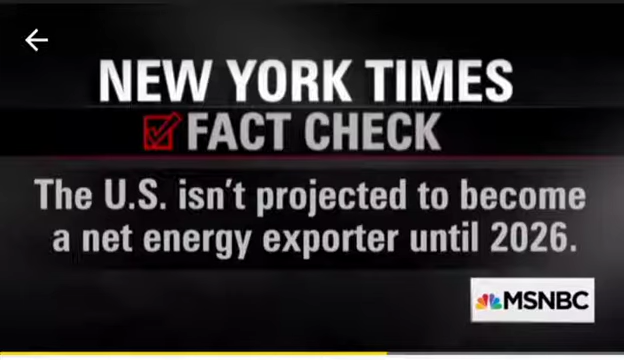 NEW YORK TIMES
FACT CHECK
The U.S. isn't projected to become
a net energy exporter until 2026.
MSNBC